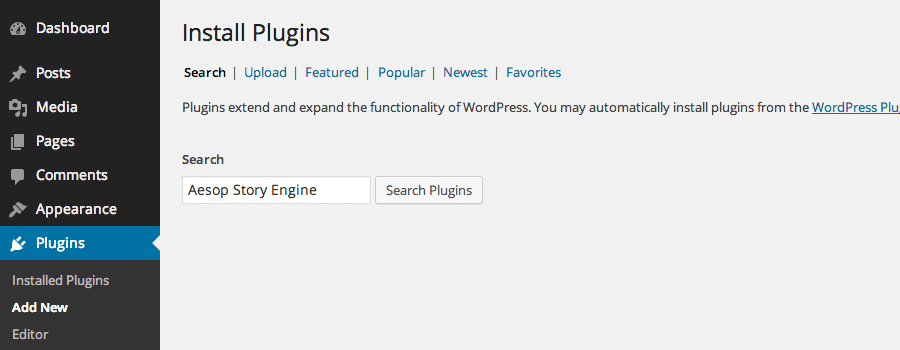 Dashboard
Posts
Media
Pages
Comments
Appearance
Plugins
Installed Plugins
Add New
Editor
Install Plugins
Search | Upload | Featured | Popular | Newest | Favorites
Plugins extend and expand the functionality of WordPress. You may automatically install plugins from the WordPress Plug
Search
Aesop Story Engine Search Plugins